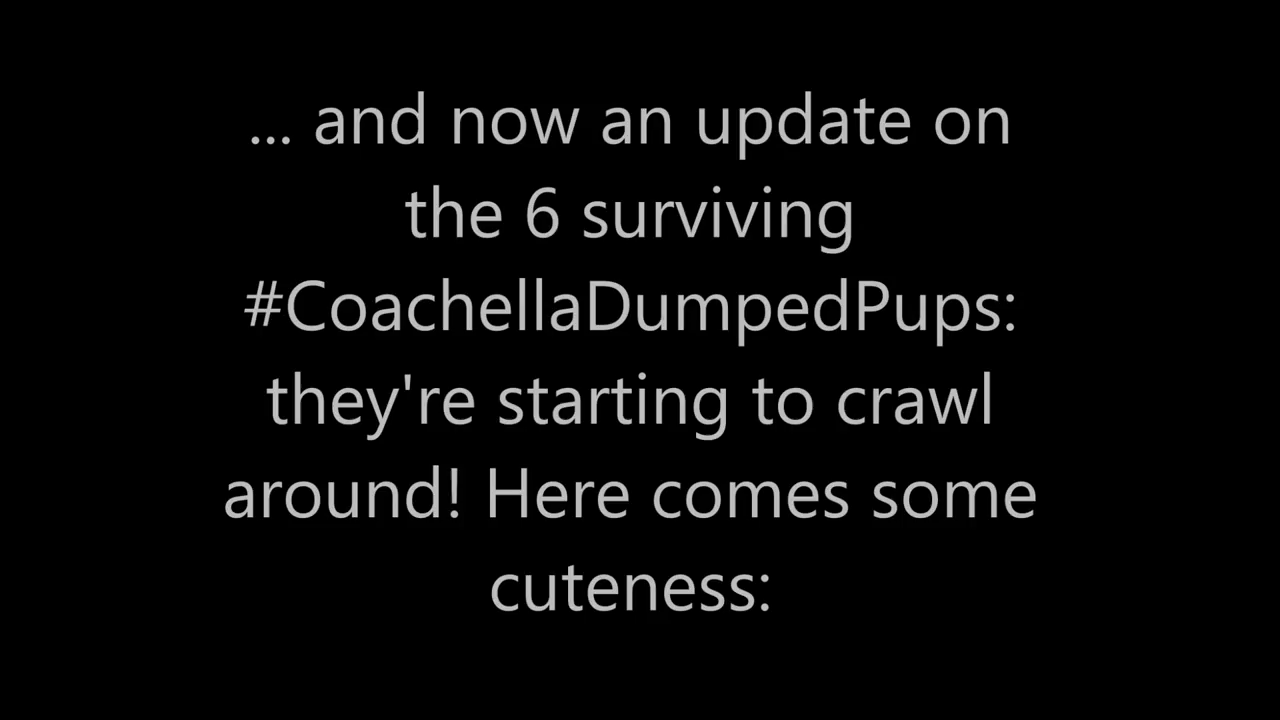 ... and now an update on
the 6 surviving
#CoachellaDumpedPups:
they're starting to crawl
around! Here comes some
cuteness: